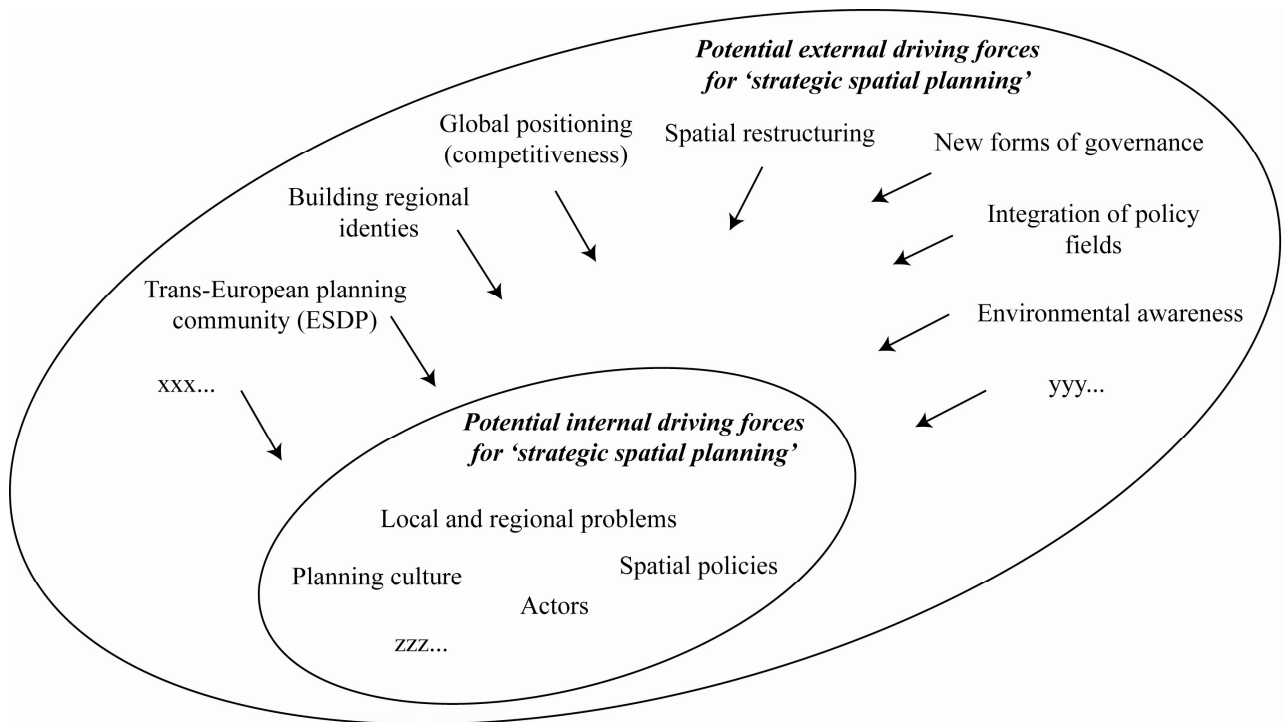 Potential external driving forces
for ‘strategic spatial planning’
Global positioning
(competitiveness)
Spatial restructuring
New forms of governance
Building regional
identies
Integration of policy
fields
Trans-European planning
community (ESDP)
Environmental awareness
xxx...
yyy...
Potential internal driving forces
for ‘strategic spatial planning’
Local and regional problems
Spatial policies
Planning culture
Actors
zzz...